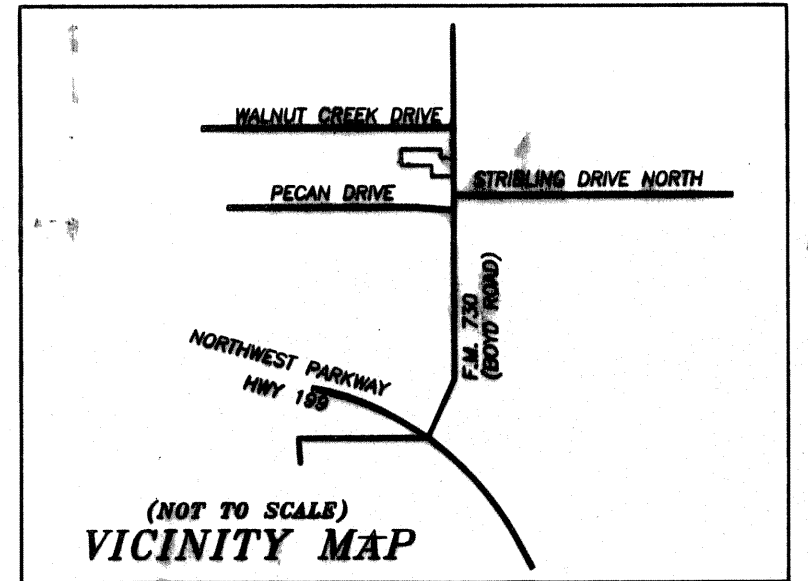 WALNUT CREEK DRIVE
STRIBLING DRIVE NORTH
PECAN DRIVE
F.M. 730
(BOYD ROAD)
NORTHWEST PARKWAY
HWY 199
(NOT TO SCALE)
VICINITY MAP